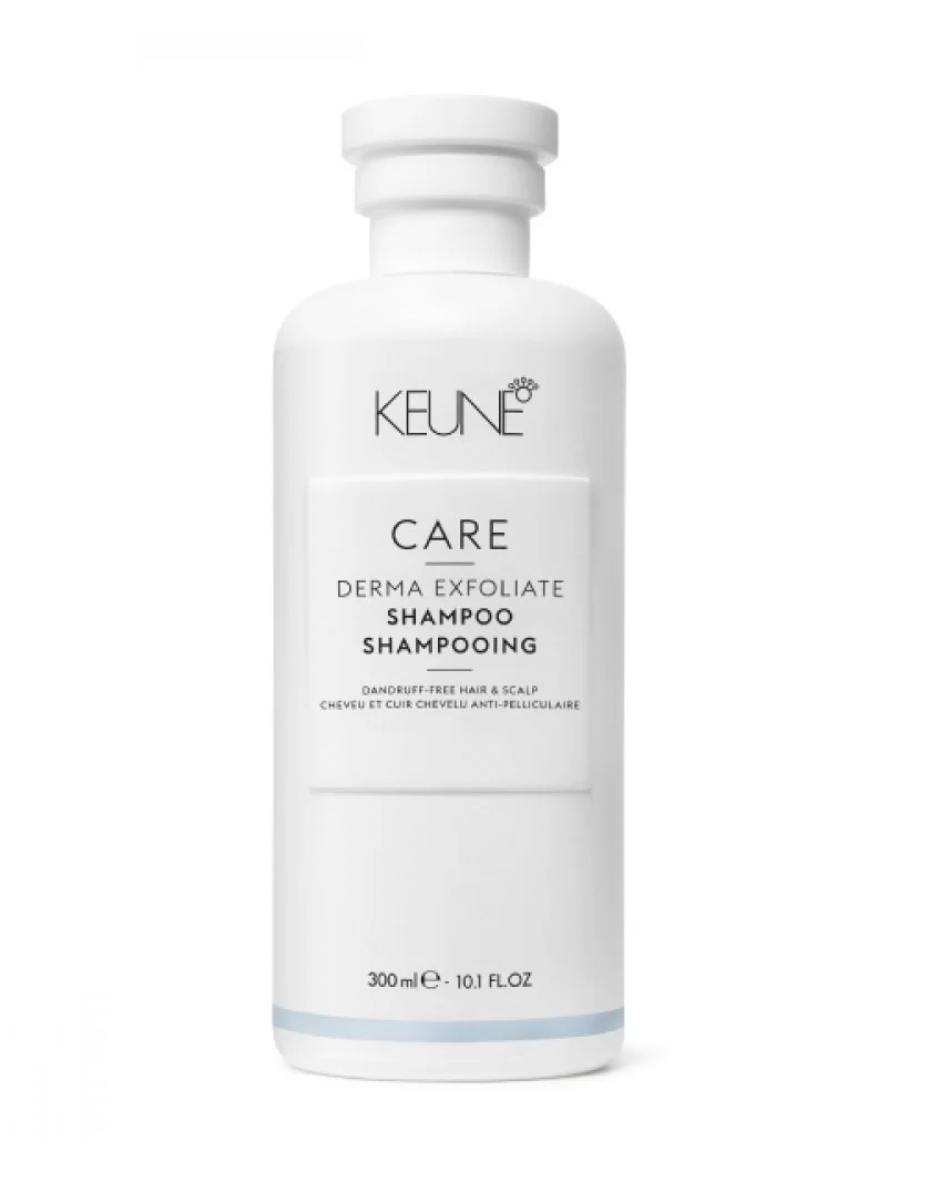 KEUNE
CARE
DERMA EXFOLIATE
SHAMPOO
SHAMPOOING
DANDRUFF-FREE HAIR & SCALP
CHEVEU ET CUIR CHEVELU ANTI-PELLICULAIRE
300 ml ℮ - 10.1 FL.OZ